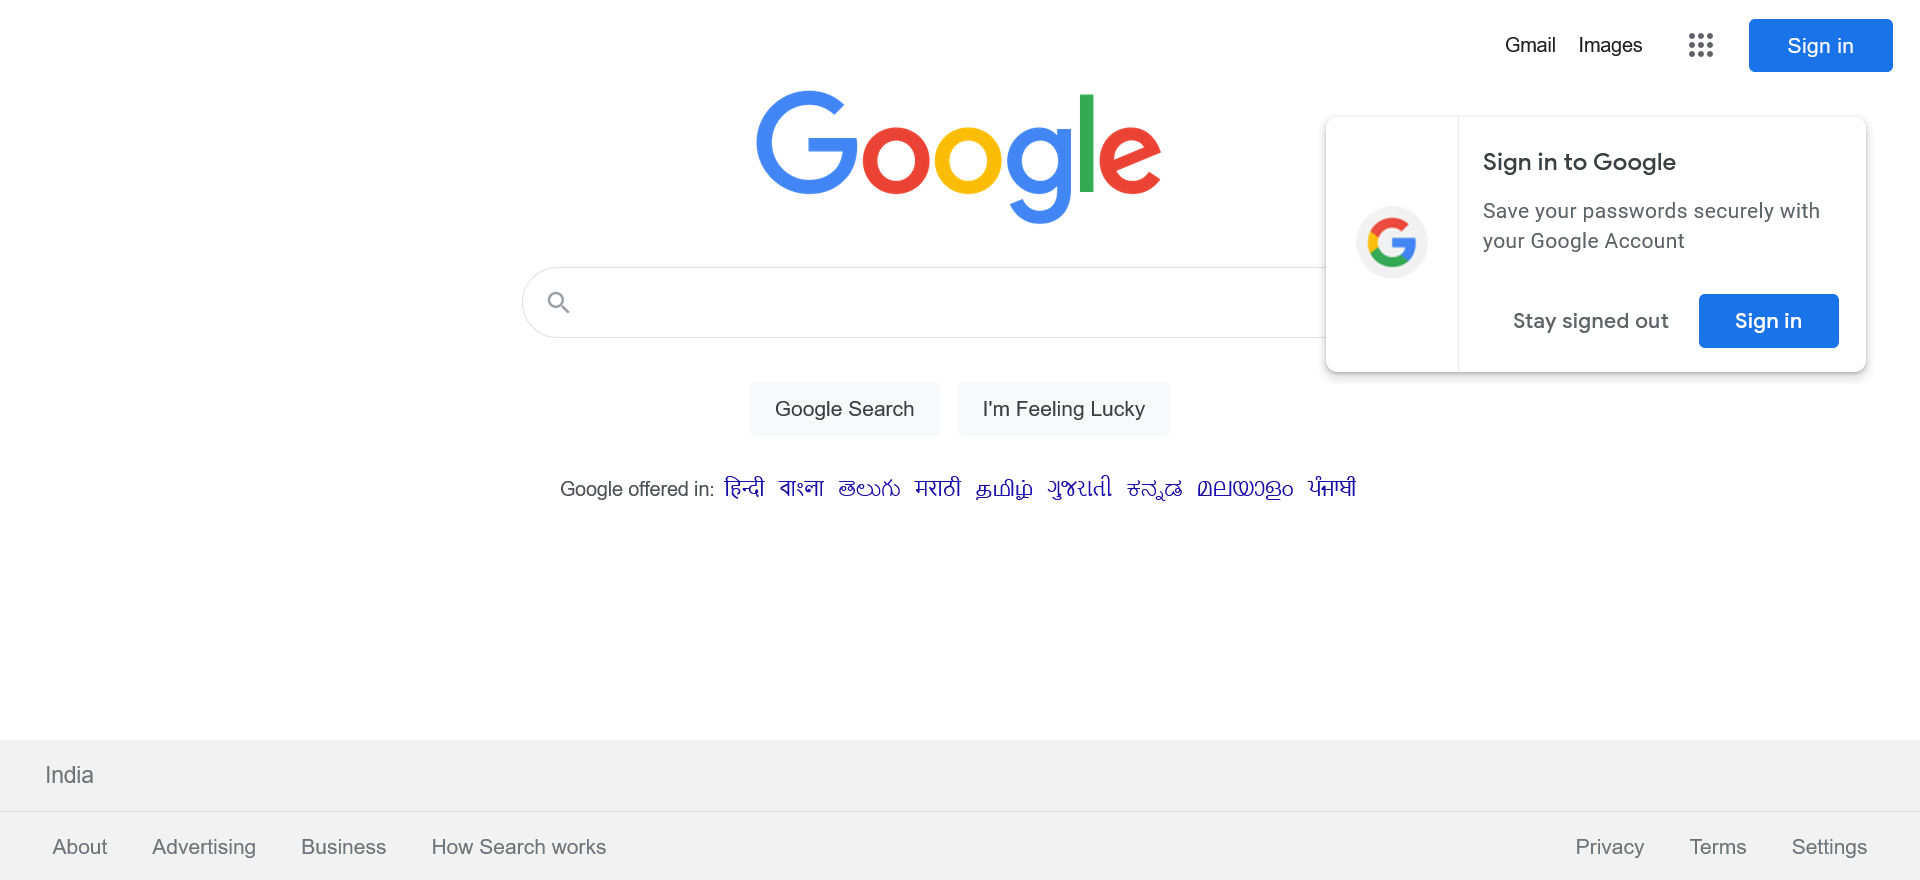 Gmail Images Sign in
Google
Sign in to Google
Save your passwords securely with
your Google Account
Stay signed out Sign in
Google Search I'm Feeling Lucky
Google offered in: हिन्दी বাংলা తెలుగు मराठी தமிழ் ગુજરાતી ಕನ್ನಡ മലയാളം ਪੰਜਾਬੀ
India
About Advertising Business How Search works Privacy Terms Settings